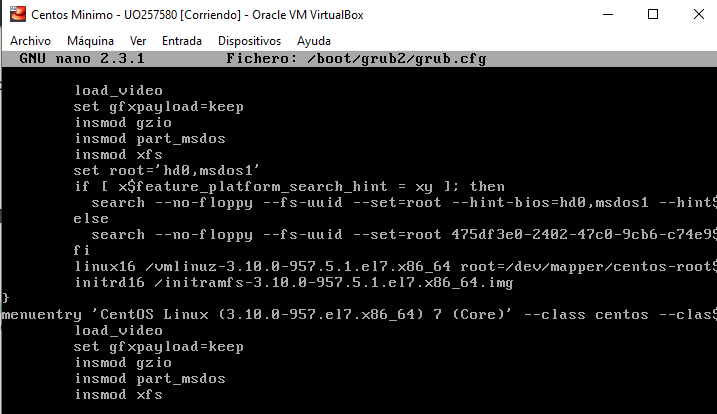 Centos Minimo - UO257580 [Corriendo] - Oracle VM VirtualBox
Archivo Máquina Ver Entrada Dispositivos Ayuda
GNU nano 2.3.1 Fichero: /boot/grub2/grub.cfg
load_video
set gfxpayload=keep
insmod gzio
insmod part_msdos
insmod xfs
set root='hd0,msdos1'
if [ x$feature_platform_search_hint = xy ]; then
search --no-floppy --fs-uuid --set=root --hint-bios=hd0,msdos1 --hint$
else
search --no-floppy --fs-uuid --set=root 475df3e0-2402-47c0-9cb6-c74e9$
fi
linux16 /vmlinuz-3.10.0-957.5.1.el7.x86_64 root=/dev/mapper/centos-root$
initrd16 /initramfs-3.10.0-957.5.1.el7.x86_64.img
}
menuentry 'CentOS Linux (3.10.0-957.el7.x86_64) 7 (Core)' --class centos --clas$
load_video
set gfxpayload=keep
insmod gzio
insmod part_msdos
insmod xfs